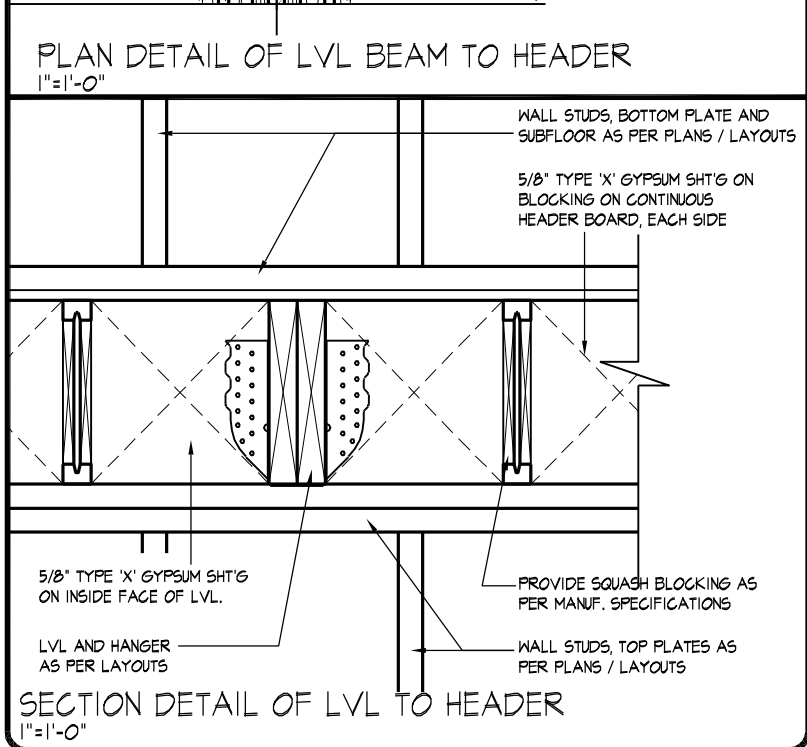 PLAN DETAIL OF LVL BEAM TO HEADER
1"=1'-0"
WALL STUDS, BOTTOM PLATE AND
SUBFLOOR AS PER PLANS / LAYOUTS
5/8" TYPE 'X' GYPSUM SHT'G ON
BLOCKING ON CONTINUOUS
HEADER BOARD, EACH SIDE
5/8" TYPE 'X' GYPSUM SHT'G
ON INSIDE FACE OF LVL.
PROVIDE SQUASH BLOCKING AS
PER MANUF. SPECIFICATIONS
LVL AND HANGER
AS PER LAYOUTS
WALL STUDS, TOP PLATES AS
PER PLANS / LAYOUTS
SECTION DETAIL OF LVL TO HEADER
1"=1'-0"